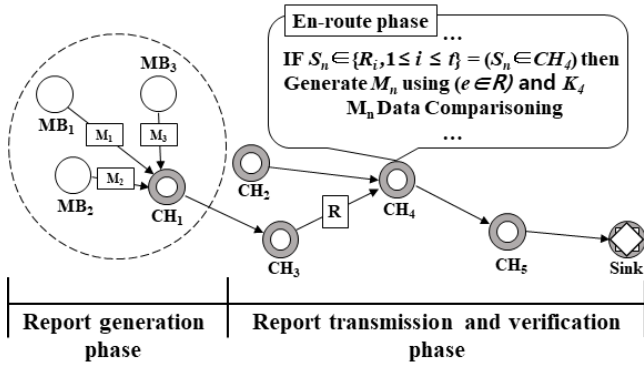 En-route phase
...
IF Sn∈{Ri,1≤ i ≤ t} = (Sn∈CH4) then
Generate Mn using (e∈R) and K4
Mn Data Comparisoning
...
MB3
MB1
M1
M3
M2
MB2
CH1
CH2
R
CH4
CH3
CH5
Sink
Report generation
phase
Report transmission and verification
phase